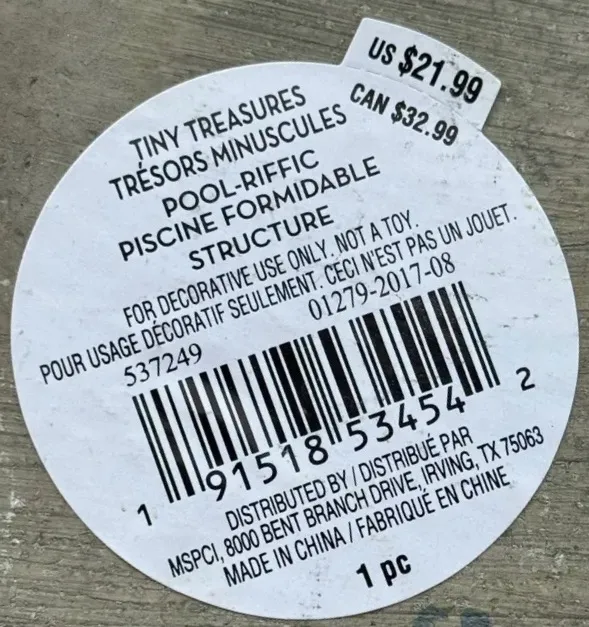 US $21.99
CAN $32.99
TINY TREASURES
TRÉSORS MINUSCULES
POOL-RIFFIC
PISCINE FORMIDABLE
STRUCTURE
FOR DECORATIVE USE ONLY. NOT A TOY.
POUR USAGE DÉCORATIF SEULEMENT. CECI N'EST PAS UN JOUET.
537249 01279-2017-08
1 91518 53454 2
DISTRIBUTED BY / DISTRIBUÉ PAR
MSPCI, 8000 BENT BRANCH DRIVE, IRVING, TX 75063
MADE IN CHINA / FABRIQUÉ EN CHINE
1 pc